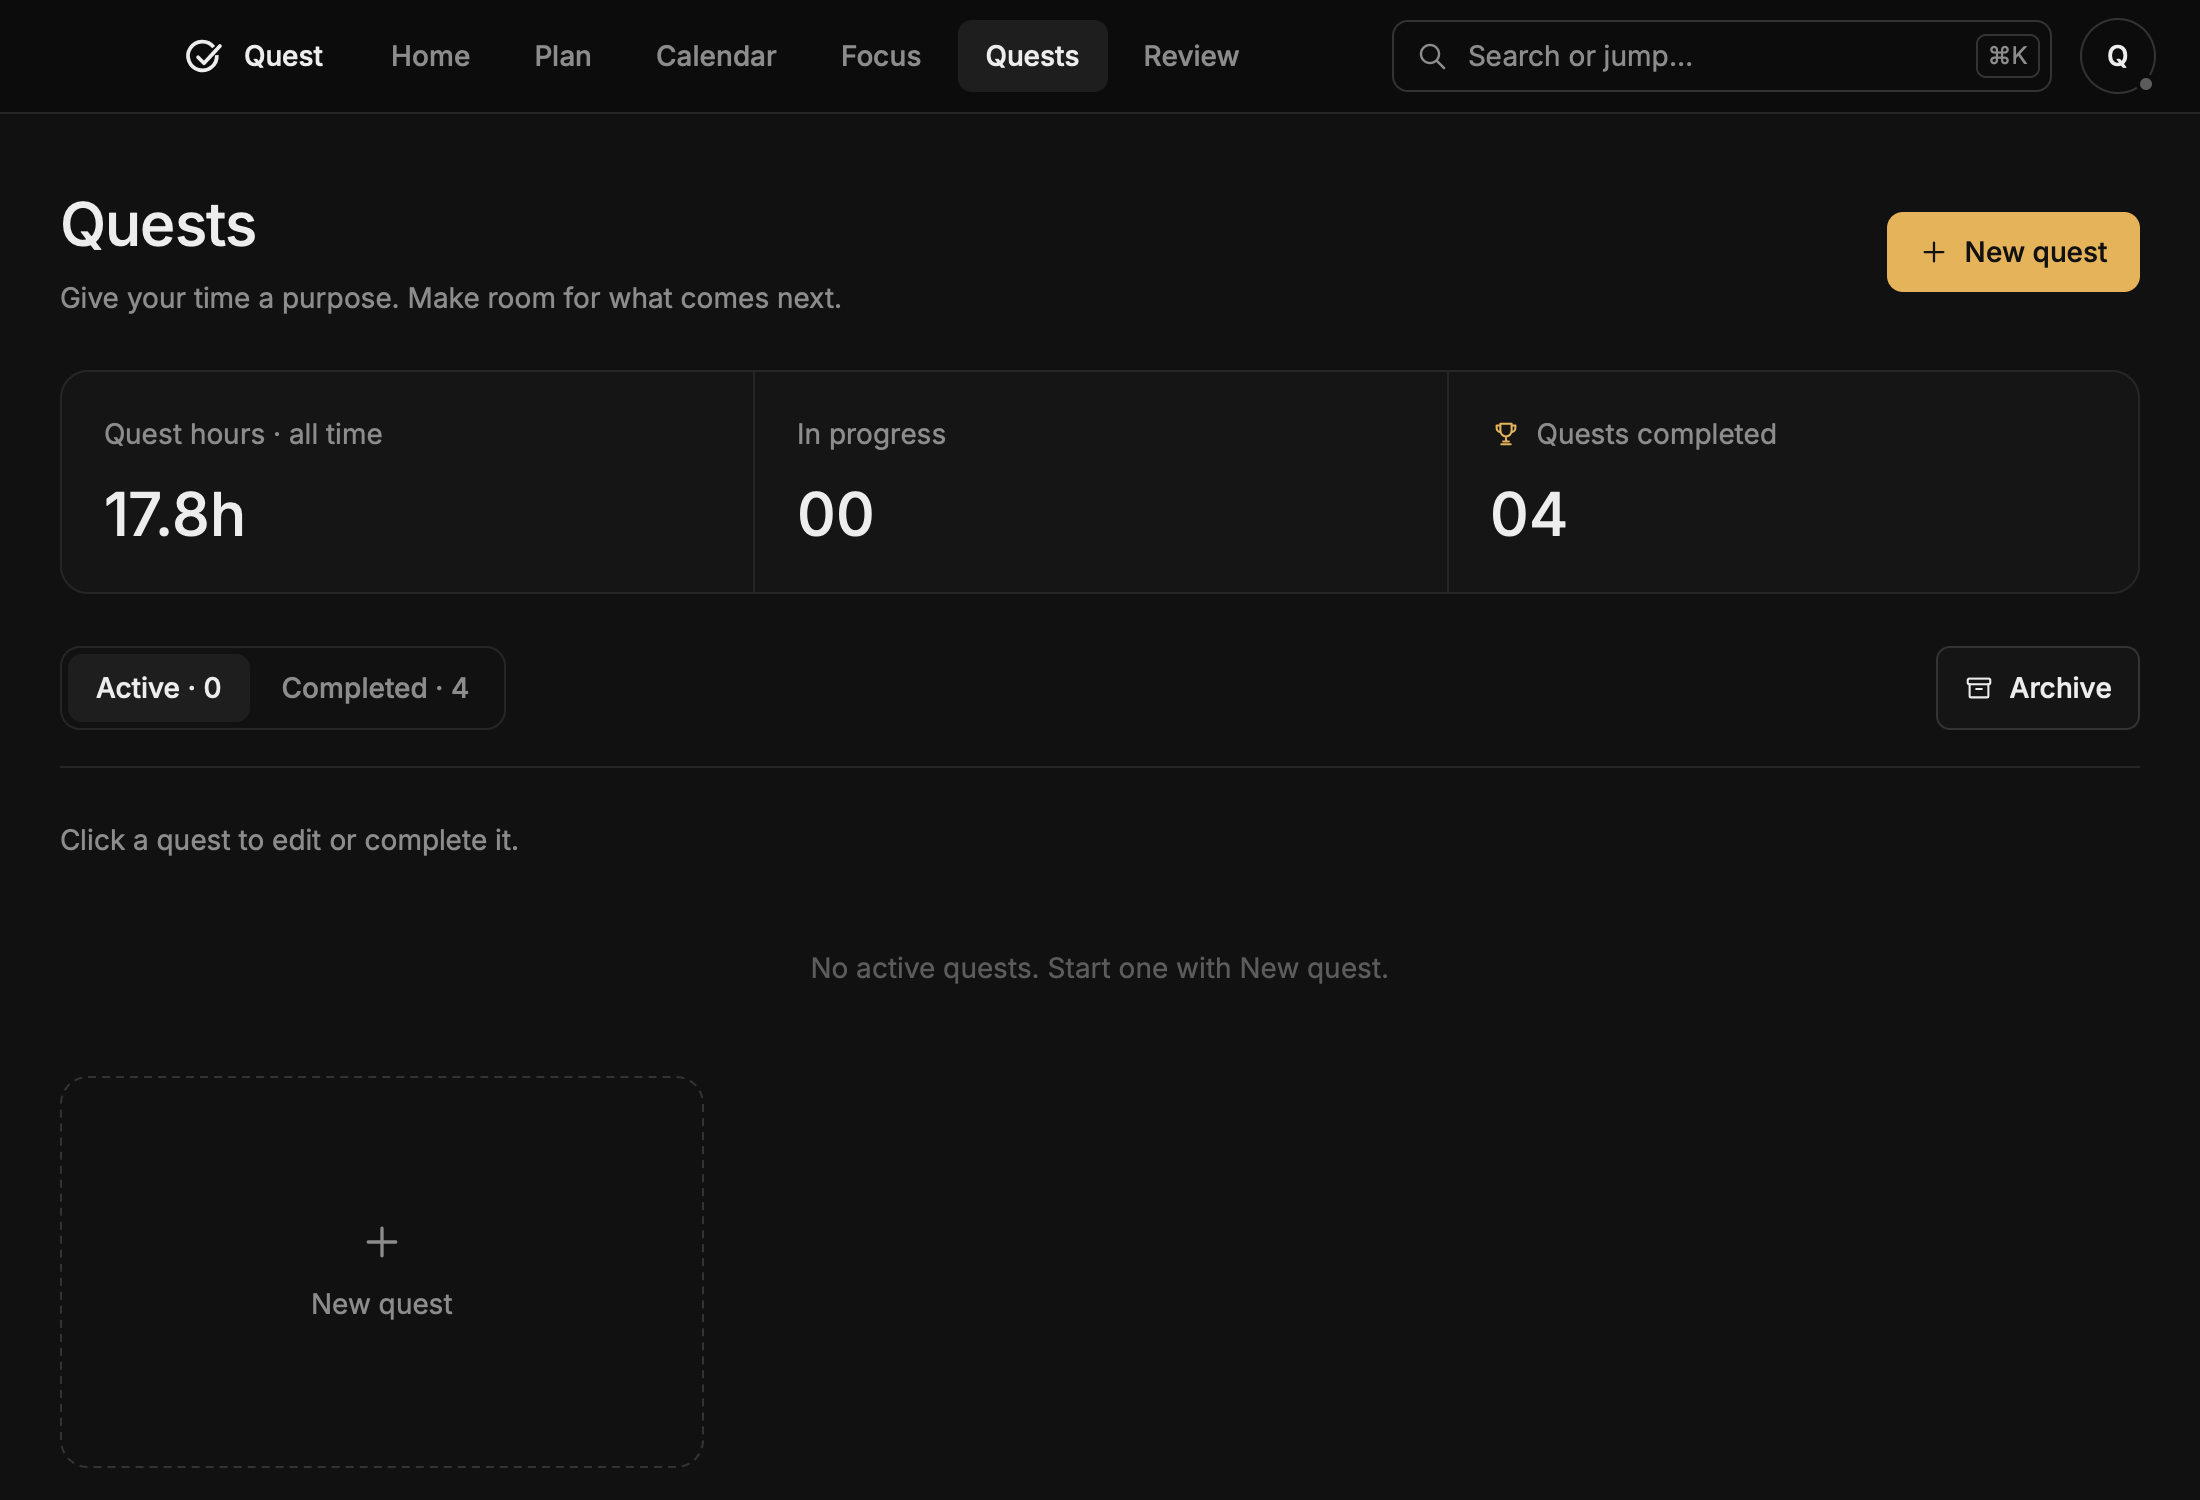 Quest Home Plan Calendar Focus Quests Review Search or jump... ⌘K Q
Quests
Give your time a purpose. Make room for what comes next.
+ New quest
Quest hours · all time
17.8h
In progress
00
Quests completed
04
Active · 0 Completed · 4
Archive
Click a quest to edit or complete it.
No active quests. Start one with New quest.
+
New quest